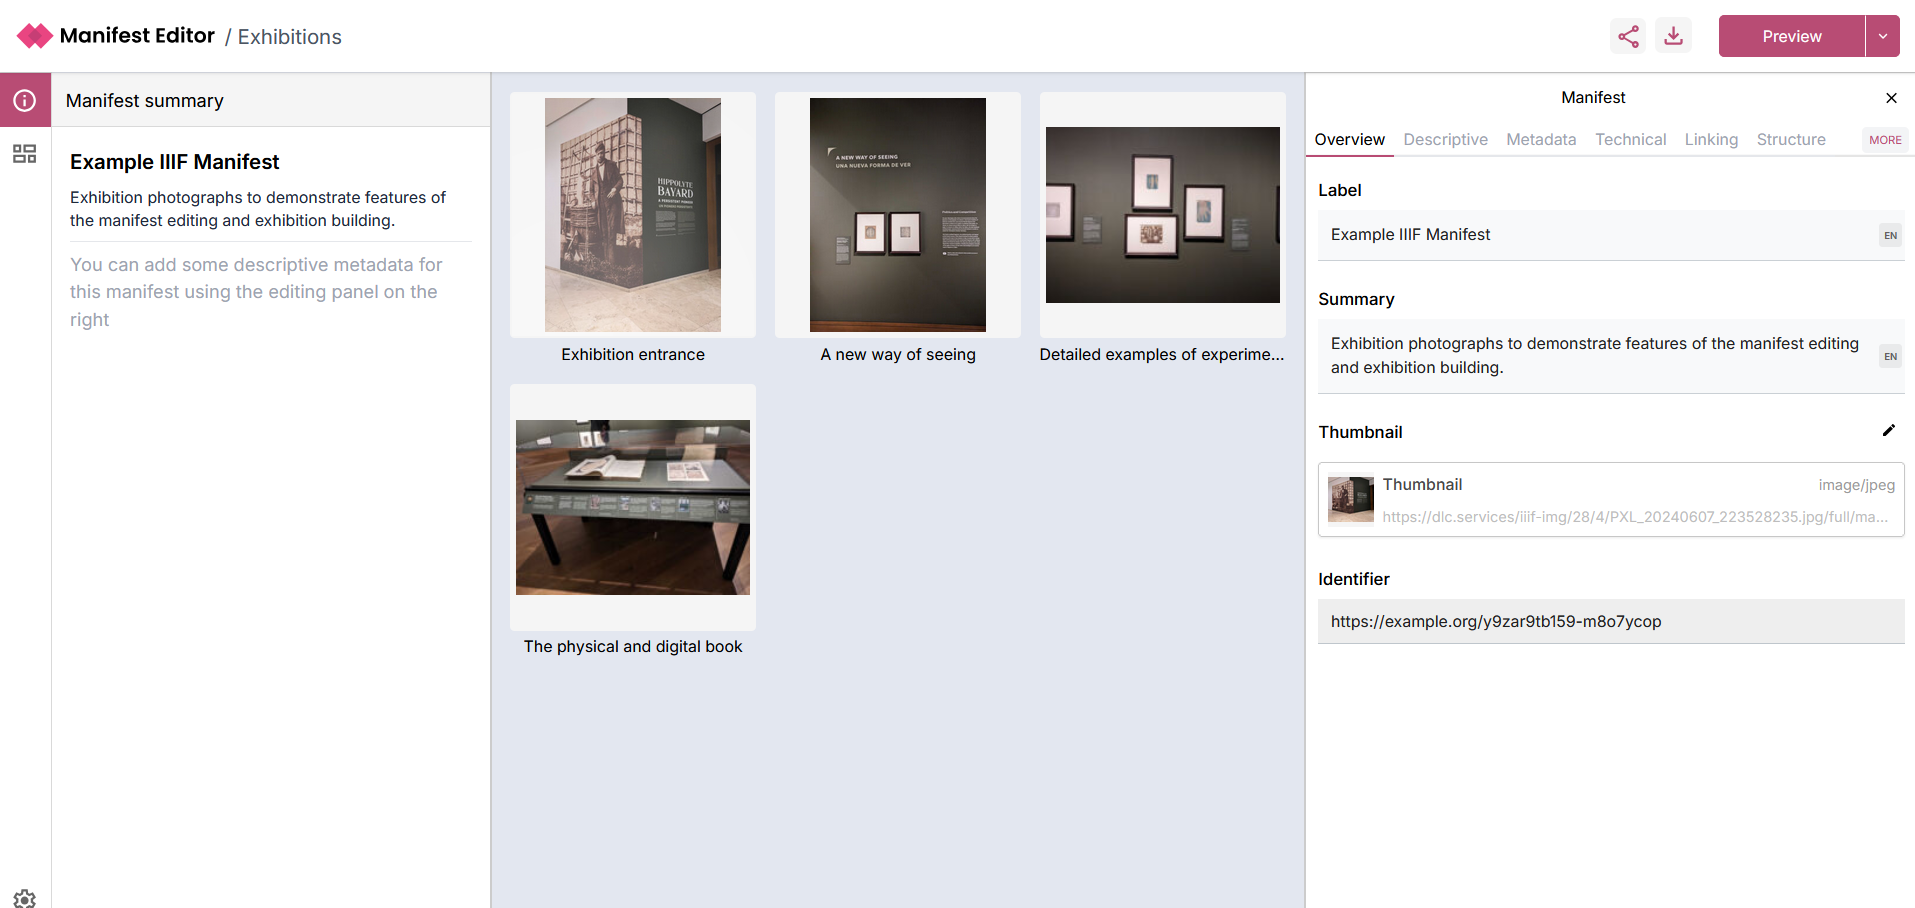 Manifest Editor / Exhibitions
Preview
Manifest summary
Example IIIF Manifest
Exhibition photographs to demonstrate features of
the manifest editing and exhibition building.
You can add some descriptive metadata for
this manifest using the editing panel on the
right
HIPPOLYTE
BAYARD
A PERSISTENT PIONEER
Exhibition entrance
A NEW WAY OF SEEING
UNA NUEVA FORMA DE VER
A new way of seeing
Detailed examples of experime...
The physical and digital book
Manifest
Overview
Descriptive
Metadata
Technical
Linking
Structure
MORE
Label
Example IIIF Manifest
EN
Summary
Exhibition photographs to demonstrate features of the manifest editing
and exhibition building.
EN
Thumbnail
Thumbnail
image/jpeg
https://dlc.services/iiif-img/28/4/PXL_20240607_223528235.jpg/full/ma...
Identifier
https://example.org/y9zar9tb159-m8o7ycop